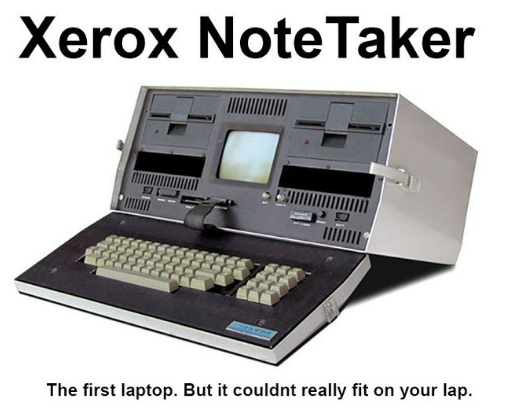 Xerox NoteTaker
The first laptop. But it couldnt really fit on your lap.